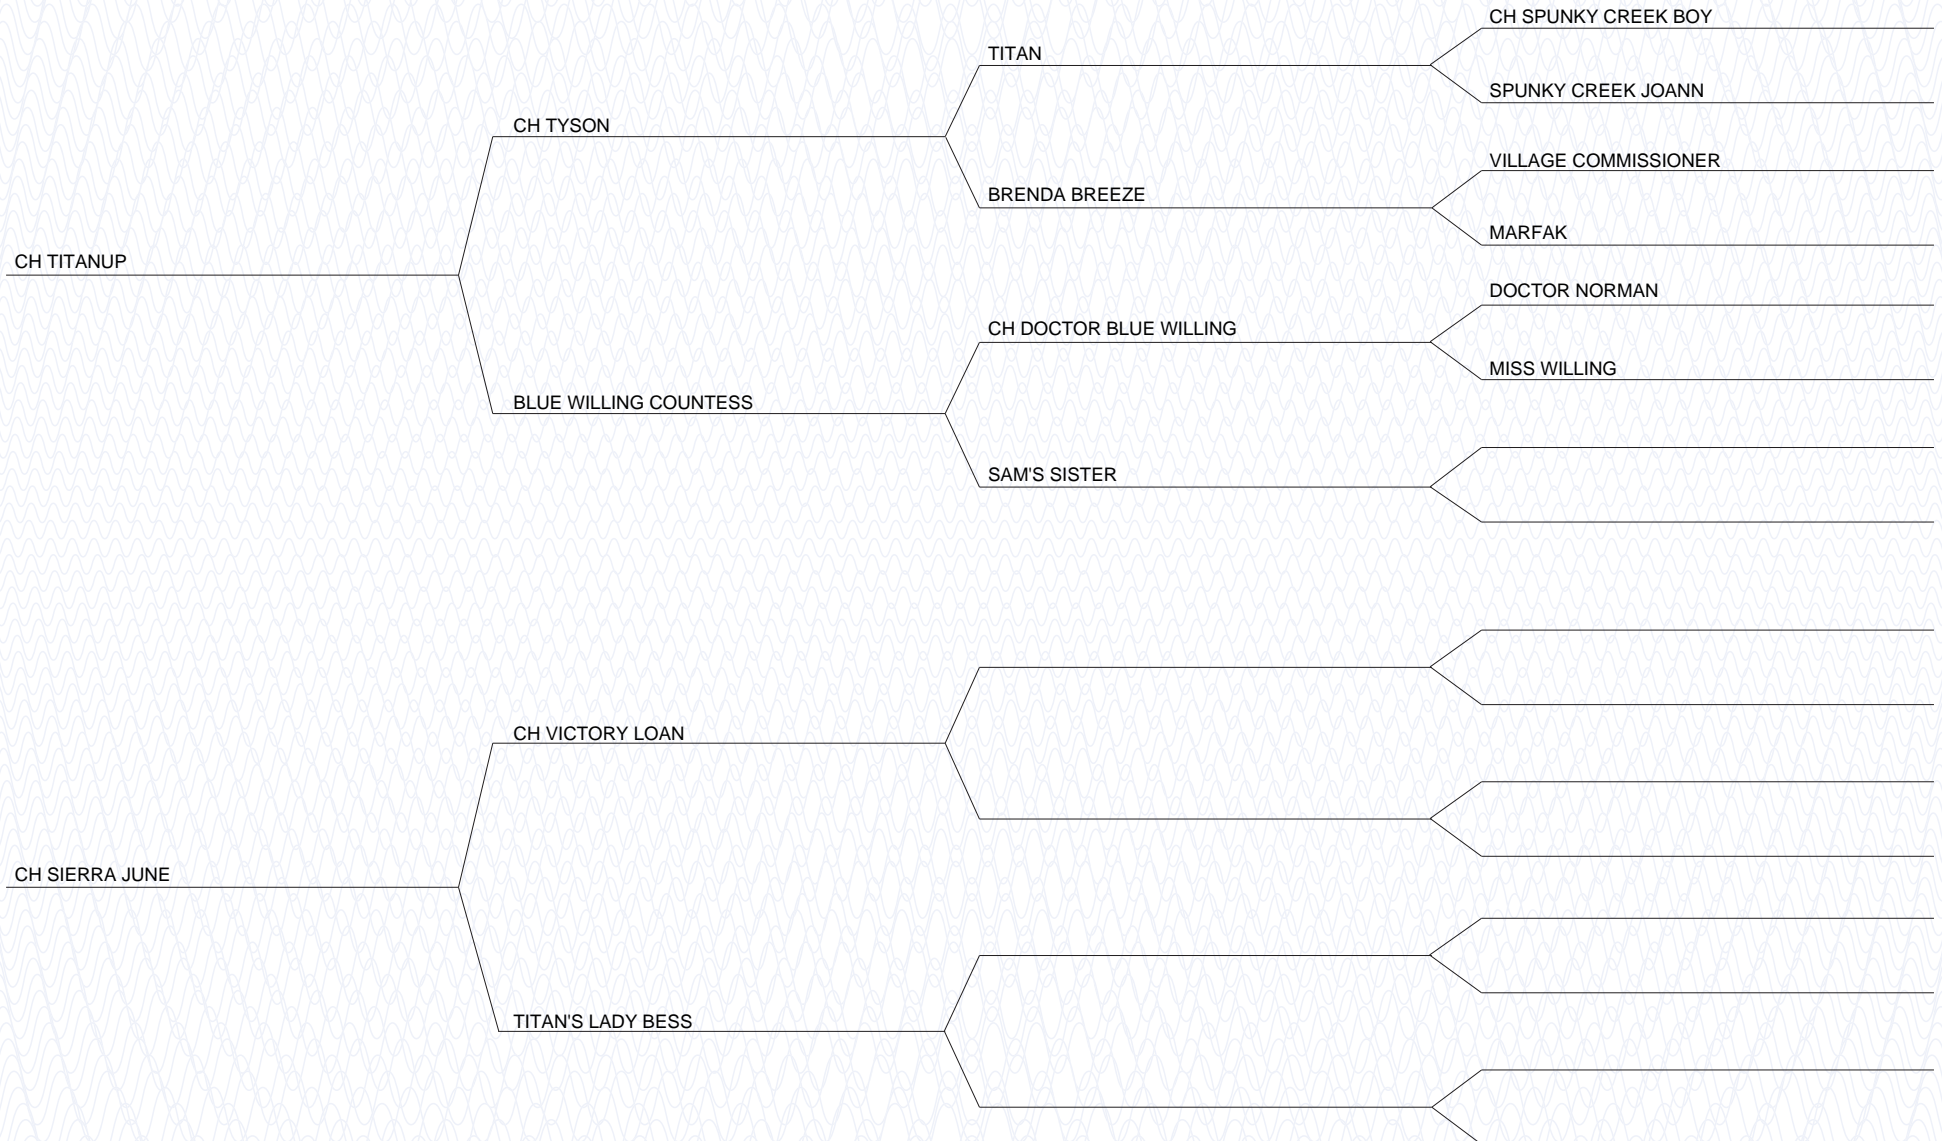 CH SPUNKY CREEK BOY
TITAN
SPUNKY CREEK JOANN
CH TYSON
VILLAGE COMMISSIONER
BRENDA BREEZE
MARFAK
CH TITANUP
DOCTOR NORMAN
CH DOCTOR BLUE WILLING
MISS WILLING
BLUE WILLING COUNTESS
SAM'S SISTER
CH VICTORY LOAN
CH SIERRA JUNE
TITAN'S LADY BESS